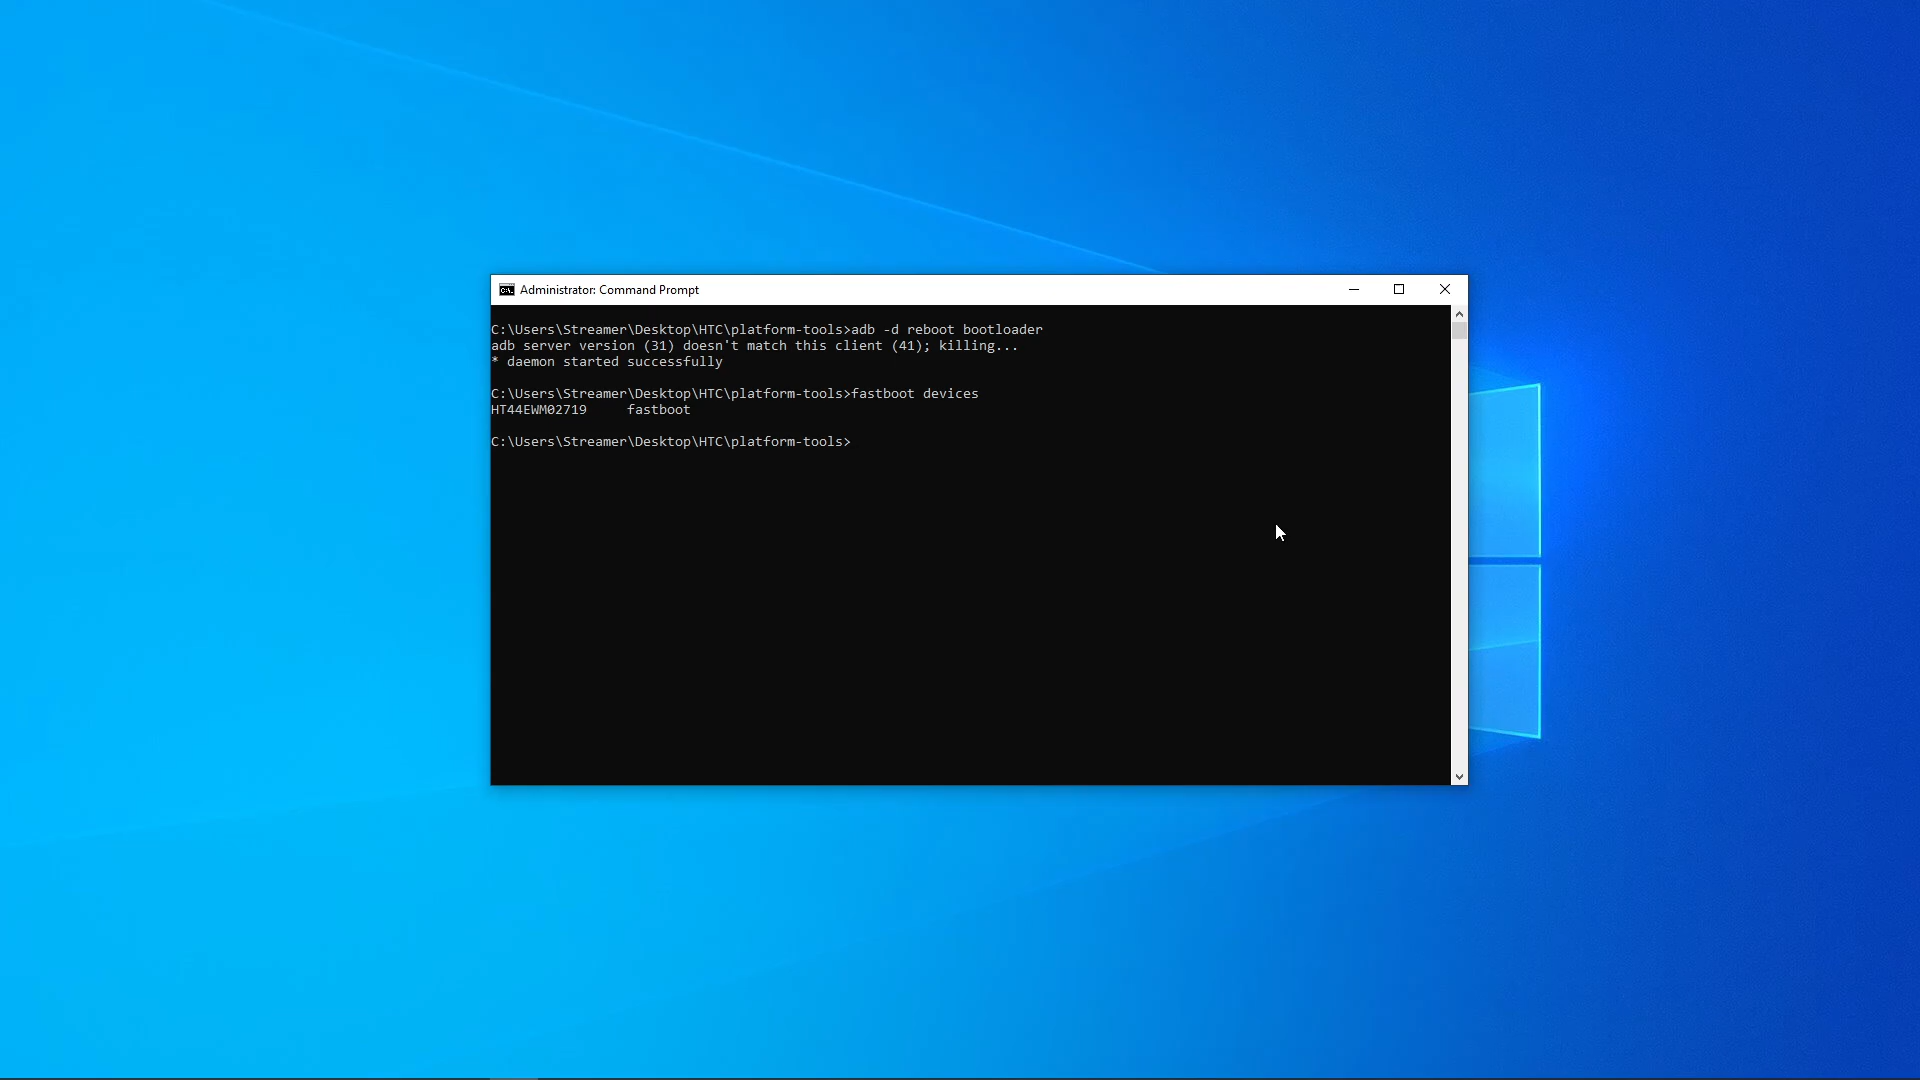 Administrator: Command Prompt
C:\Users\Streamer\Desktop\HTC\platform-tools>adb -d reboot bootloader
adb server version (31) doesn't match this client (41); killing...
* daemon started successfully
C:\Users\Streamer\Desktop\HTC\platform-tools>fastboot devices
HT44EWM02719     fastboot
C:\Users\Streamer\Desktop\HTC\platform-tools>